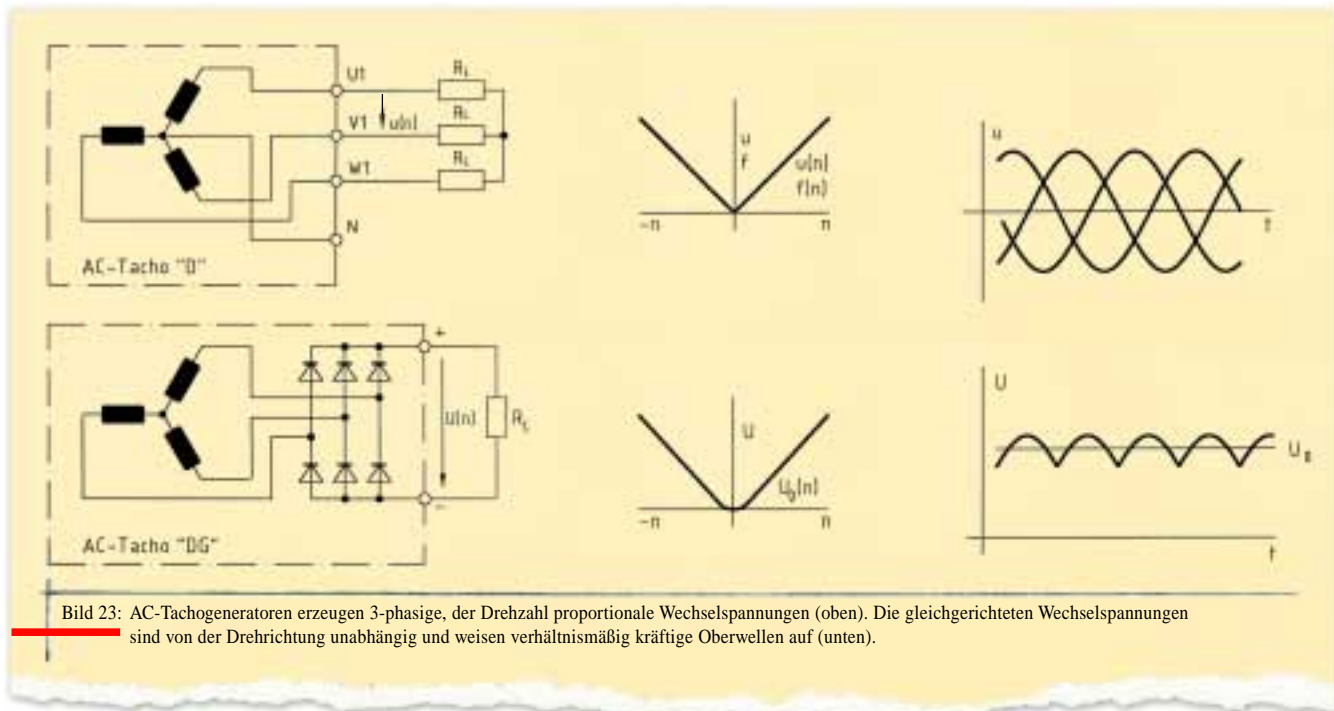 U1
R_L
V1
u(n)
R_L
W1
R_L
N
AC-Tacho "D"
u
f
u(n)
f(n)
-n
n
u
t
+
U(n)
R_L
-
AC-Tacho "DG"
U
U_0(n)
-n
n
U
t
Bild 23: AC-Tachogeneratoren erzeugen 3-phasige, der Drehzahl proportionale Wechselspannungen (oben). Die gleichgerichteten Wechselspannungen
sind von der Drehrichtung unabhängig und weisen verhältnismäßig kräftige Oberwellen auf (unten).